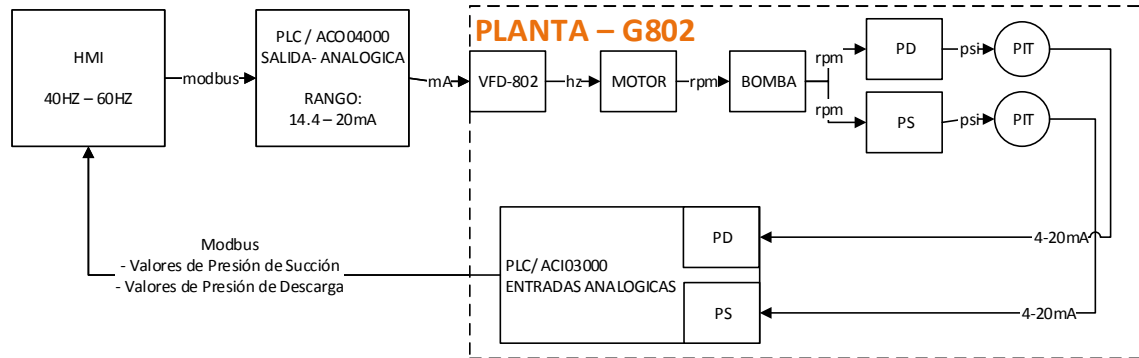 PLANTA – G802
HMI
40HZ – 60HZ
modbus
PLC / ACO04000
SALIDA- ANALOGICA
RANGO:
14.4 – 20mA
mA
VFD-802
hz
MOTOR
rpm
BOMBA
rpm
rpm
PD
psi
PIT
PS
psi
PIT
Modbus
- Valores de Presión de Succión
- Valores de Presión de Descarga
PLC/ ACI03000
ENTRADAS ANALOGICAS
PD
4-20mA
PS
4-20mA